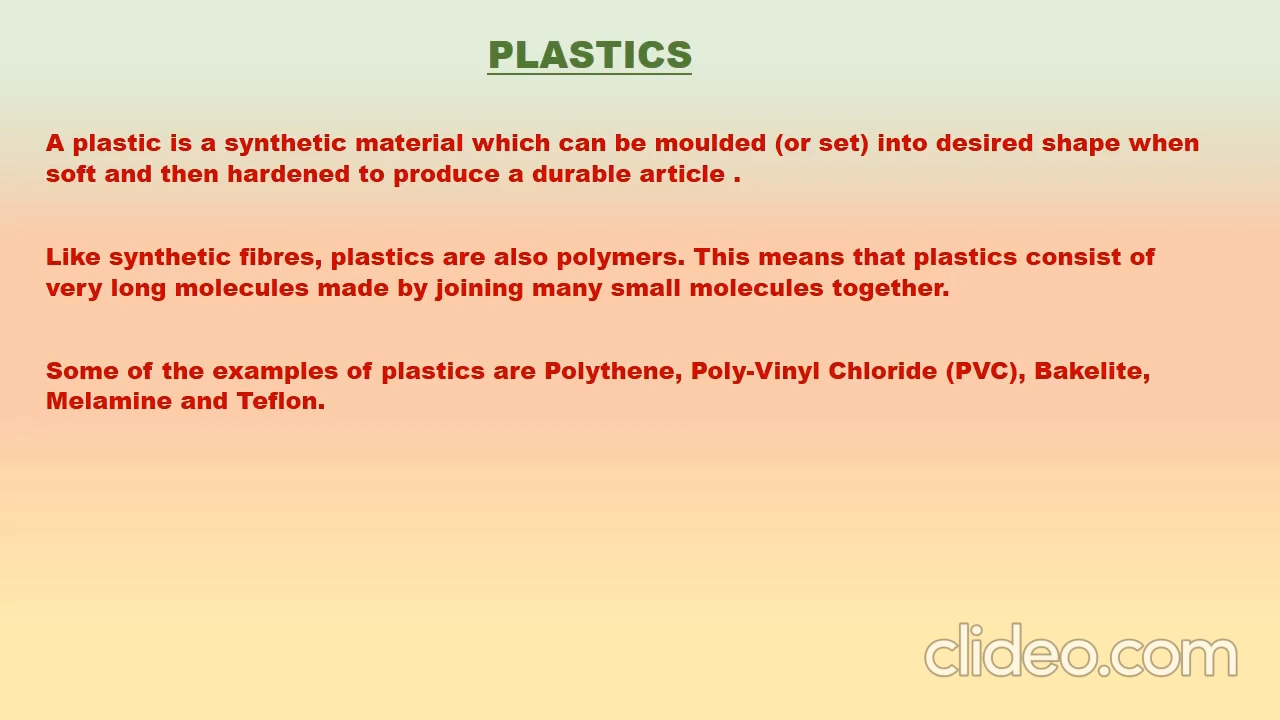 PLASTICS
A plastic is a synthetic material which can be moulded (or set) into desired shape when
soft and then hardened to produce a durable article .
Like synthetic fibres, plastics are also polymers. This means that plastics consist of
very long molecules made by joining many small molecules together.
Some of the examples of plastics are Polythene, Poly-Vinyl Chloride (PVC), Bakelite,
Melamine and Teflon.
clideo.com